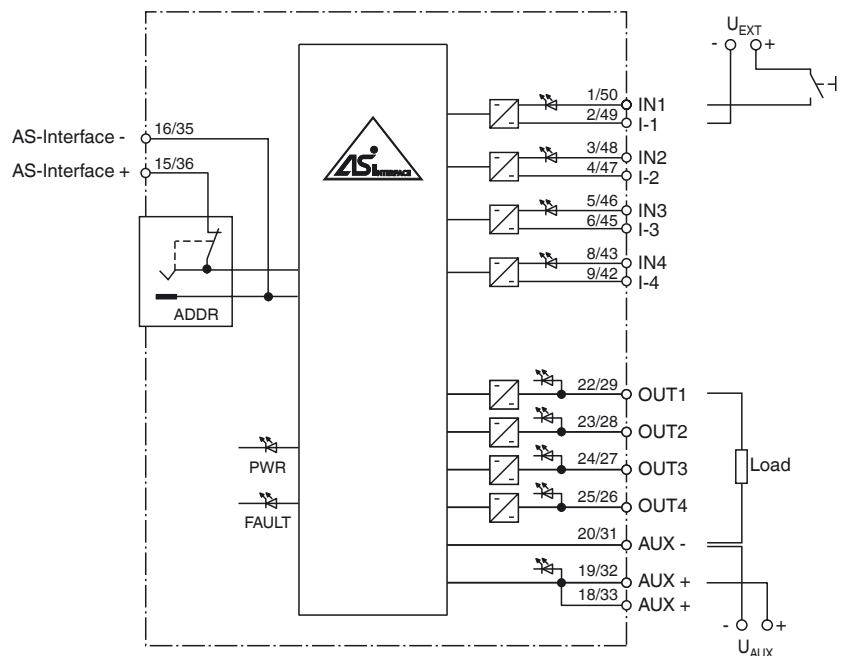 U_EXT
- +
1/50 IN1
2/49 I-1
AS-Interface - 16/35
AS-Interface + 15/36
ASi INTERFACE
3/48 IN2
4/47 I-2
5/46 IN3
6/45 I-3
8/43 IN4
9/42 I-4
ADDR
22/29 OUT1
23/28 OUT2
24/27 OUT3
25/26 OUT4
Load
PWR
FAULT
20/31 AUX -
19/32 AUX +
18/33 AUX +
- +
U_AUX